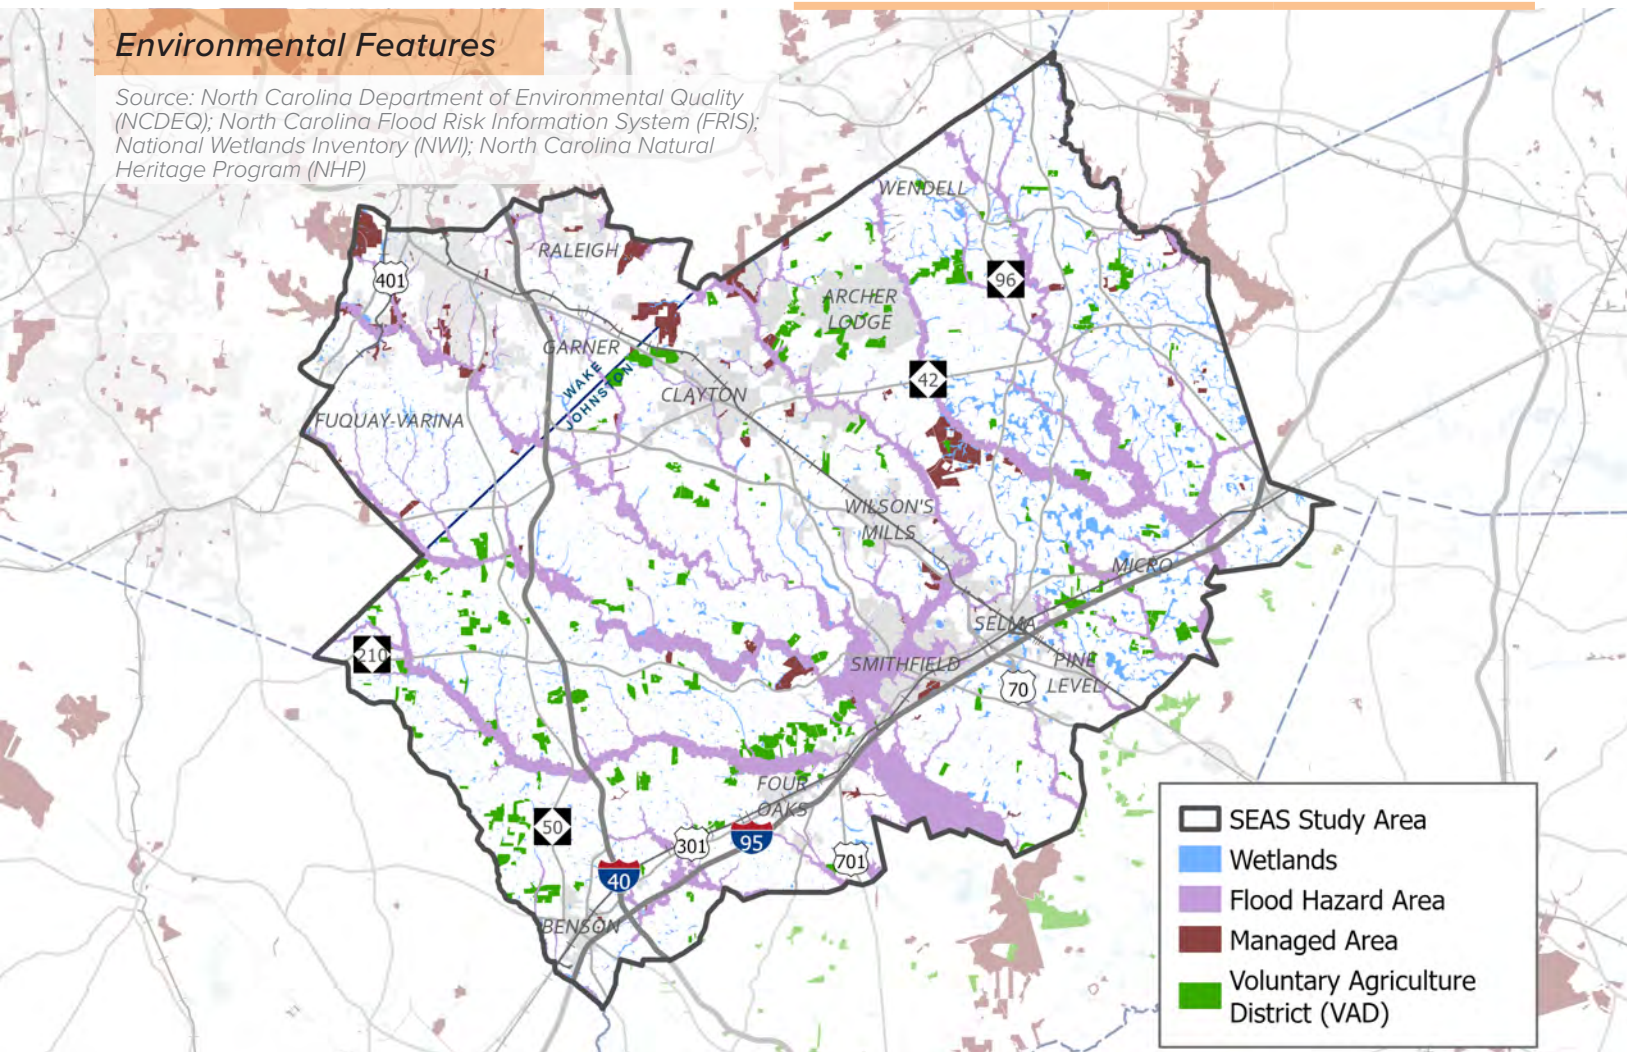 Environmental Features
Source: North Carolina Department of Environmental Quality
(NCDEQ); North Carolina Flood Risk Information System (FRIS);
National Wetlands Inventory (NWI); North Carolina Natural
Heritage Program (NHP)
WENDELL
RALEIGH
401
96
ARCHER
LODGE
GARNER
WAKE
JOHNSTON
42
CLAYTON
FUQUAY-VARINA
WILSON'S
MILLS
MICRO
SELMA
210
SMITHFIELD
PINE
LEVEL
70
FOUR
OAKS
50
301
95
701
40
BENSON
SEAS Study Area
Wetlands
Flood Hazard Area
Managed Area
Voluntary Agriculture
District (VAD)